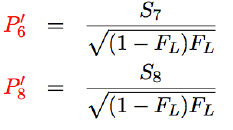 P′_6 = S_7 / √((1 − F_L)F_L)
P′_8 = S_8 / √((1 − F_L)F_L)